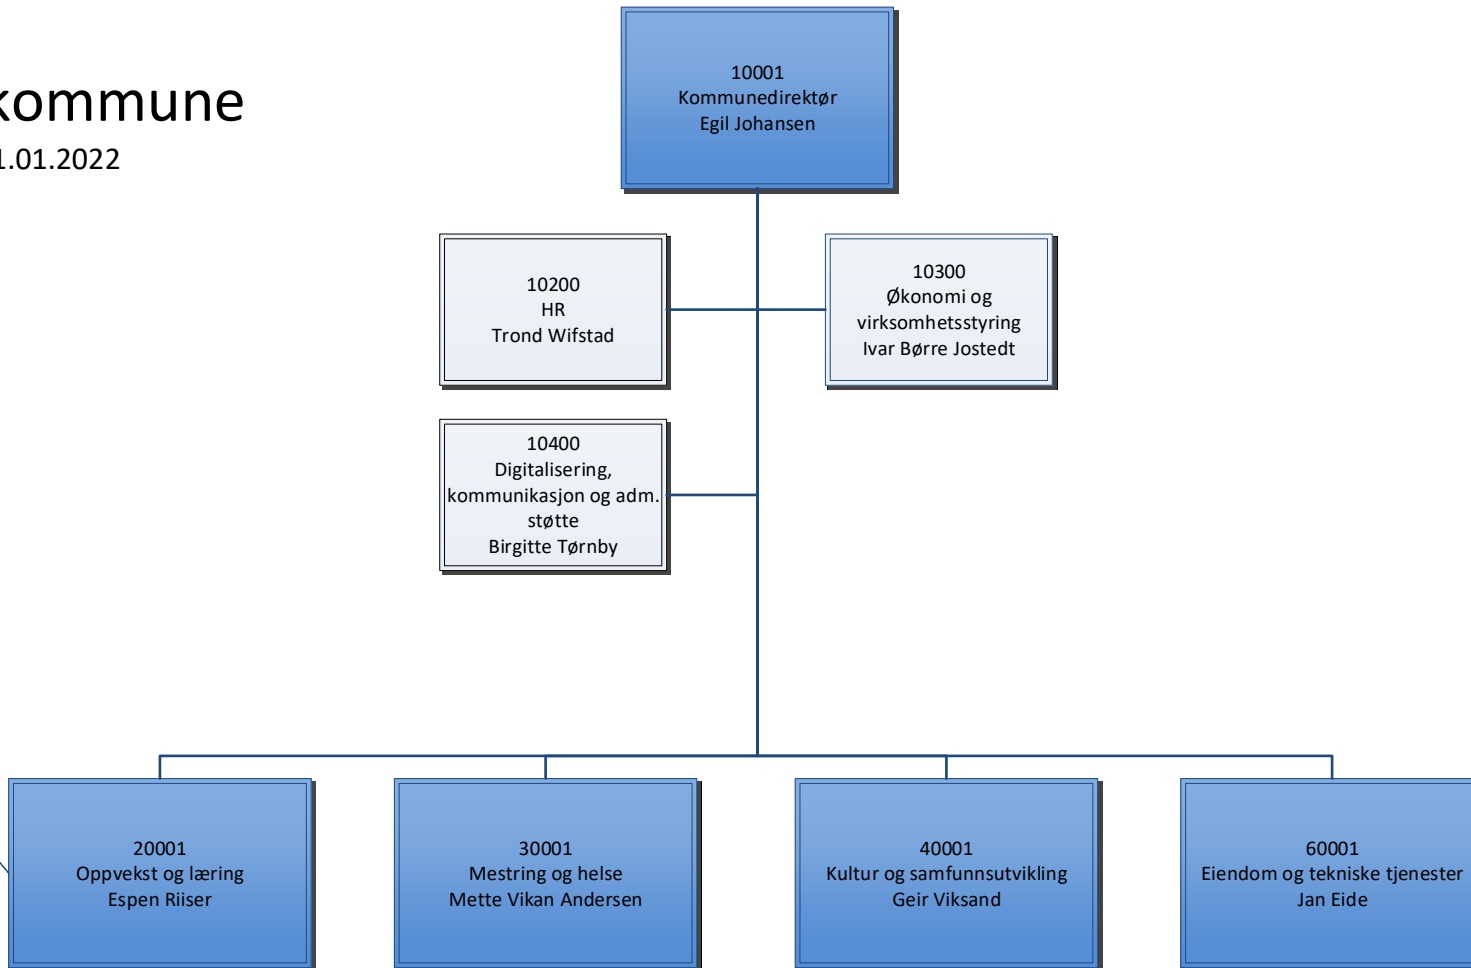 kommune
1.01.2022
10001
Kommunedirektør
Egil Johansen
10200
HR
Trond Wifstad
10300
Økonomi og
virksomhetsstyring
Ivar Børre Jostedt
10400
Digitalisering,
kommunikasjon og adm.
støtte
Birgitte Tørnby
20001
Oppvekst og læring
Espen Riiser
30001
Mestring og helse
Mette Vikan Andersen
40001
Kultur og samfunnsutvikling
Geir Viksand
60001
Eiendom og tekniske tjenester
Jan Eide